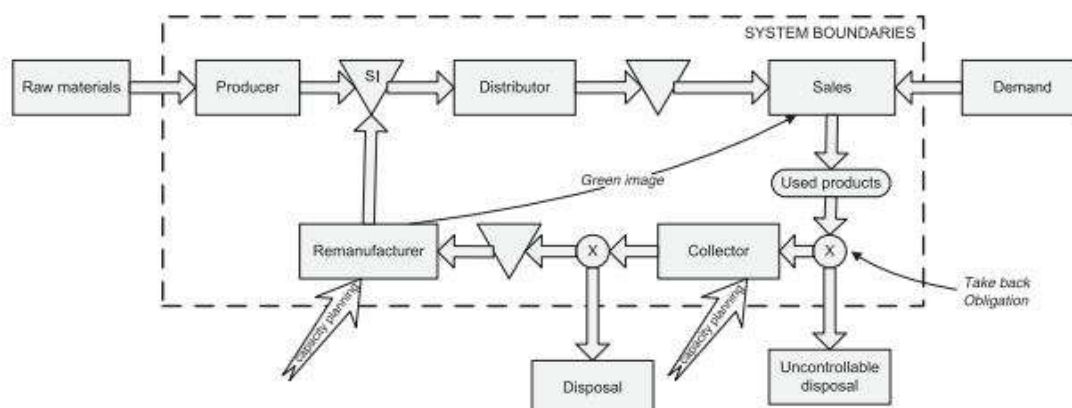 SYSTEM BOUNDARIES
Raw materials
Producer
SI
Distributor
Sales
Demand
Green image
Used products
Remanufacturer
X
Collector
X
Take back
Obligation
capacity planning
capacity planning
Disposal
Uncontrollable
disposal